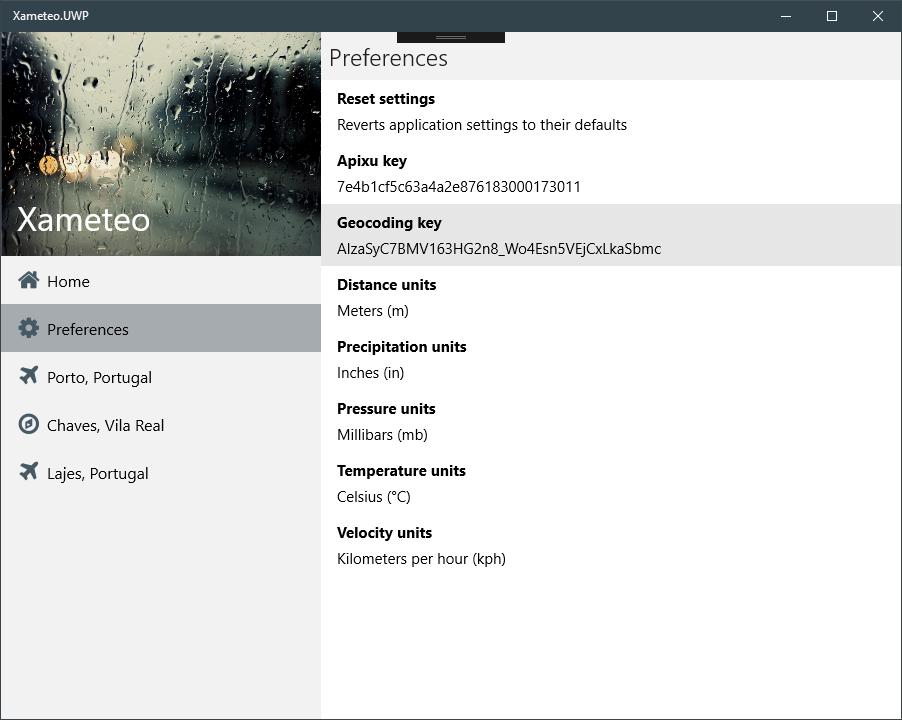 Xameteo.UWP
Xameteo
Home
Preferences
Porto, Portugal
Chaves, Vila Real
Lajes, Portugal
Preferences
Reset settings
Reverts application settings to their defaults
Apixu key
7e4b1cf5c63a4a2e876183000173011
Geocoding key
AIzaSyC7BMV163HG2n8_Wo4Esn5VEjCxLkaSbmc
Distance units
Meters (m)
Precipitation units
Inches (in)
Pressure units
Millibars (mb)
Temperature units
Celsius (°C)
Velocity units
Kilometers per hour (kph)